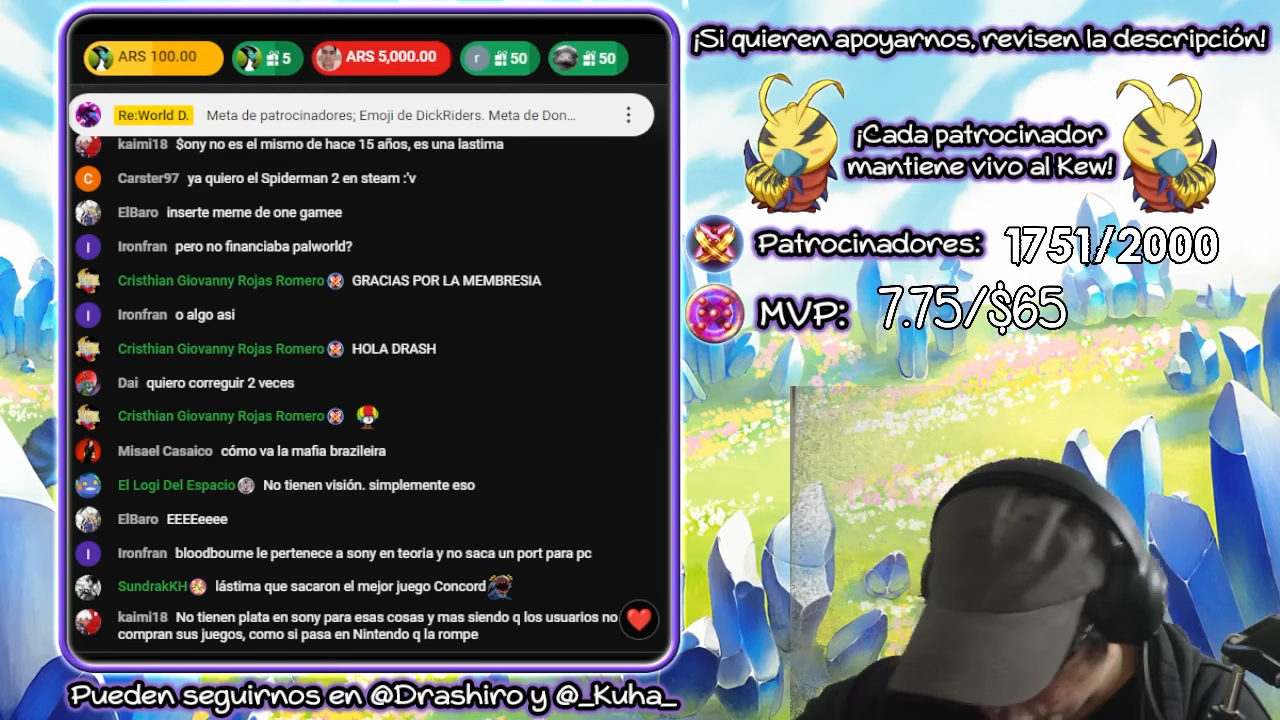 ARS 100.00
5
ARS 5,000.00
r
50
50
Re:World D. Meta de patrocinadores; Emoji de DickRiders. Meta de Don...
kaimi18 $ony no es el mismo de hace 15 años, es una lastima
C Carster97 ya quiero el Spiderman 2 en steam :'v
ElBaro inserte meme de one gamee
I Ironfran pero no financiaba palworld?
Cristhian Giovanny Rojas Romero GRACIAS POR LA MEMBRESIA
I Ironfran o algo asi
Cristhian Giovanny Rojas Romero HOLA DRASH
Dai quiero correguir 2 veces
Cristhian Giovanny Rojas Romero
Misael Casaico cómo va la mafia brazileira
El Logi Del Espacio No tienen visión. simplemente eso
ElBaro EEEEeeee
I Ironfran bloodbourne le pertenece a sony en teoria y no saca un port para pc
SundrakKH lástima que sacaron el mejor juego Concord
kaimi18 No tienen plata en sony para esas cosas y mas siendo q los usuarios no
compran sus juegos, como si pasa en Nintendo q la rompe
Pueden seguirnos en @Drashiro y @_Kuha_
¡Si quieren apoyarnos, revisen la descripción!
¡Cada patrocinador
mantiene vivo al Kew!
Patrocinadores: 1751/2000
MVP: 7.75/$65